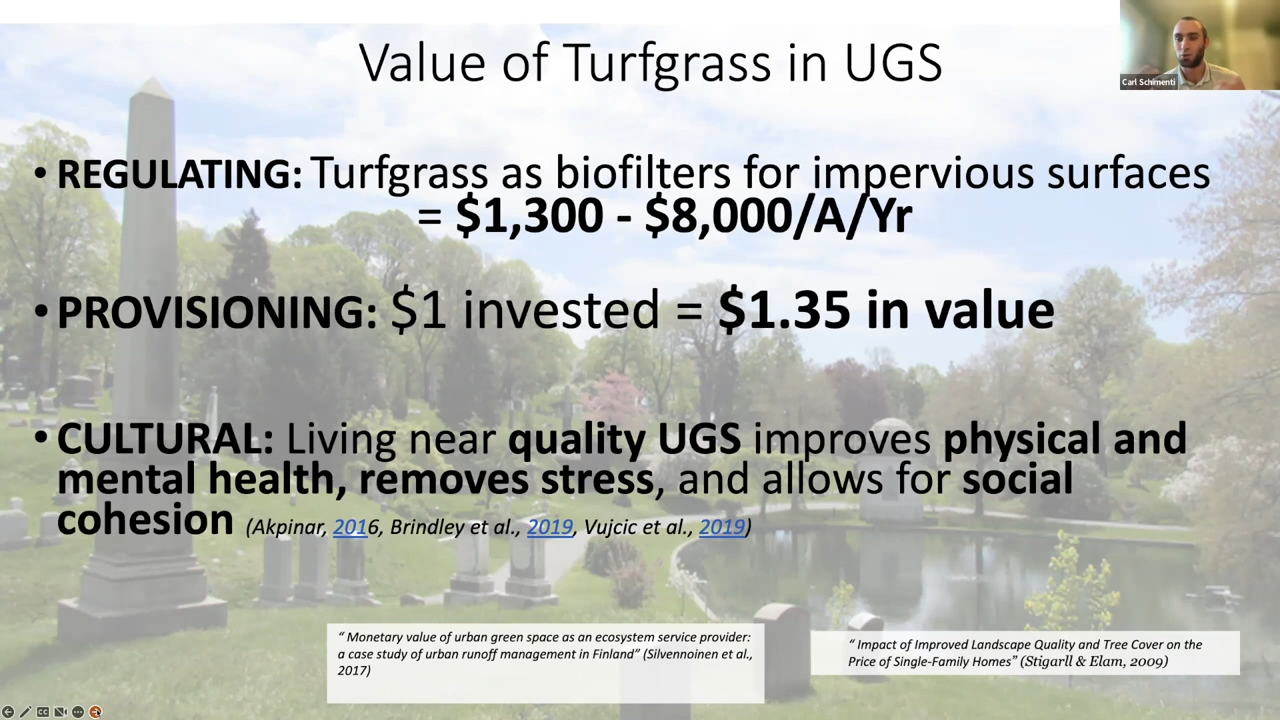 Value of Turfgrass in UGS
Carl Schimenti
• REGULATING: Turfgrass as biofilters for impervious surfaces
= $1,300 - $8,000/A/Yr
• PROVISIONING: $1 invested = $1.35 in value
• CULTURAL: Living near quality UGS improves physical and
mental health, removes stress, and allows for social
cohesion (Akpinar, 2016, Brindley et al., 2019, Vujcic et al., 2019)
“ Monetary value of urban green space as an ecosystem service provider:
a case study of urban runoff management in Finland” (Silvennoinen et al.,
2017)
“ Impact of Improved Landscape Quality and Tree Cover on the
Price of Single-Family Homes” (Stigarll & Elam, 2009)
CC